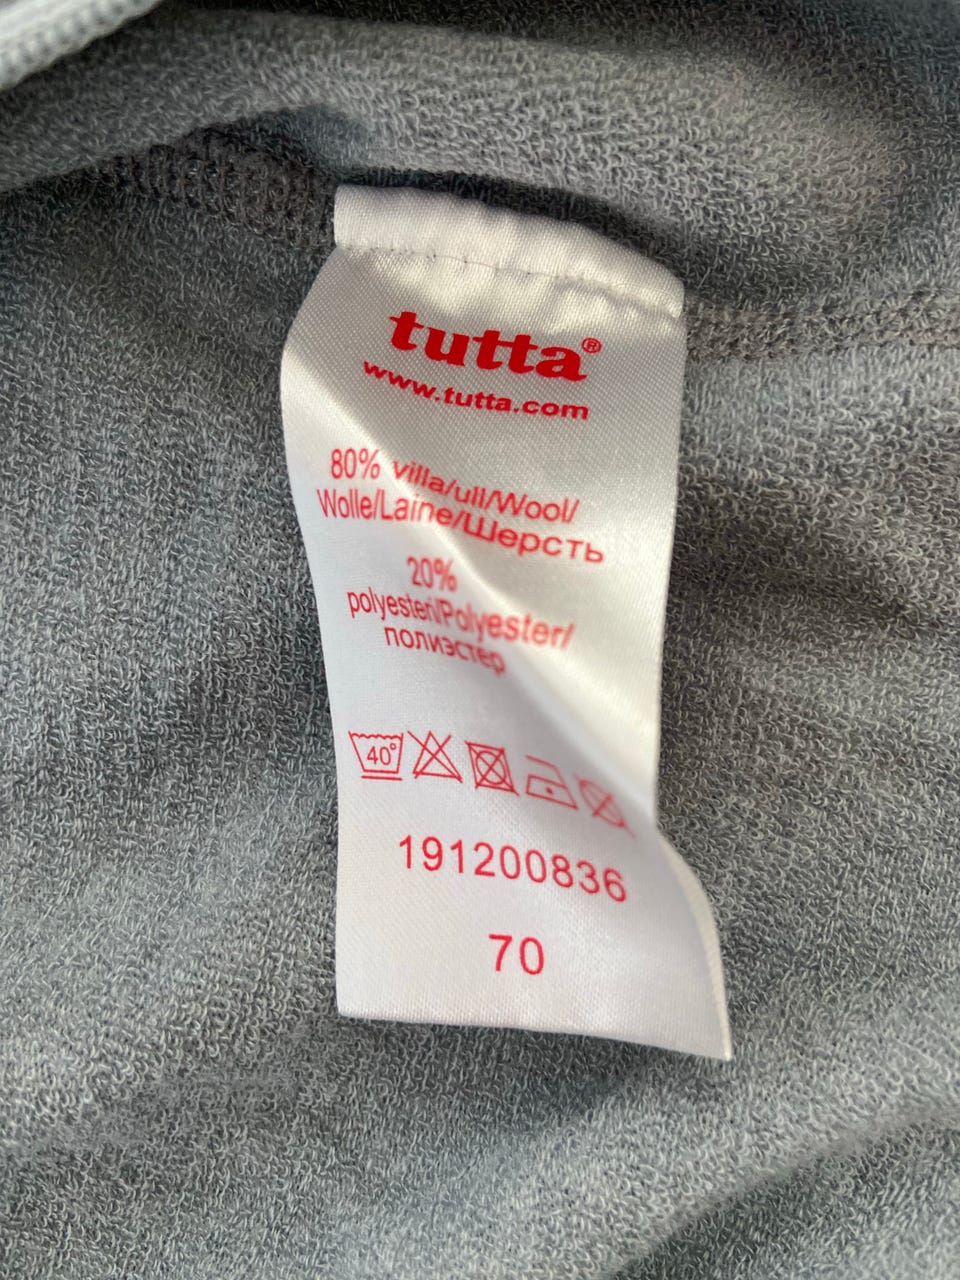 tutta®
www.tutta.com
80% villa/ull/Wool/
Wolle/Laine/Шерсть
20%
polyesteri/Polyester/
полиэстер
40°
191200836
70